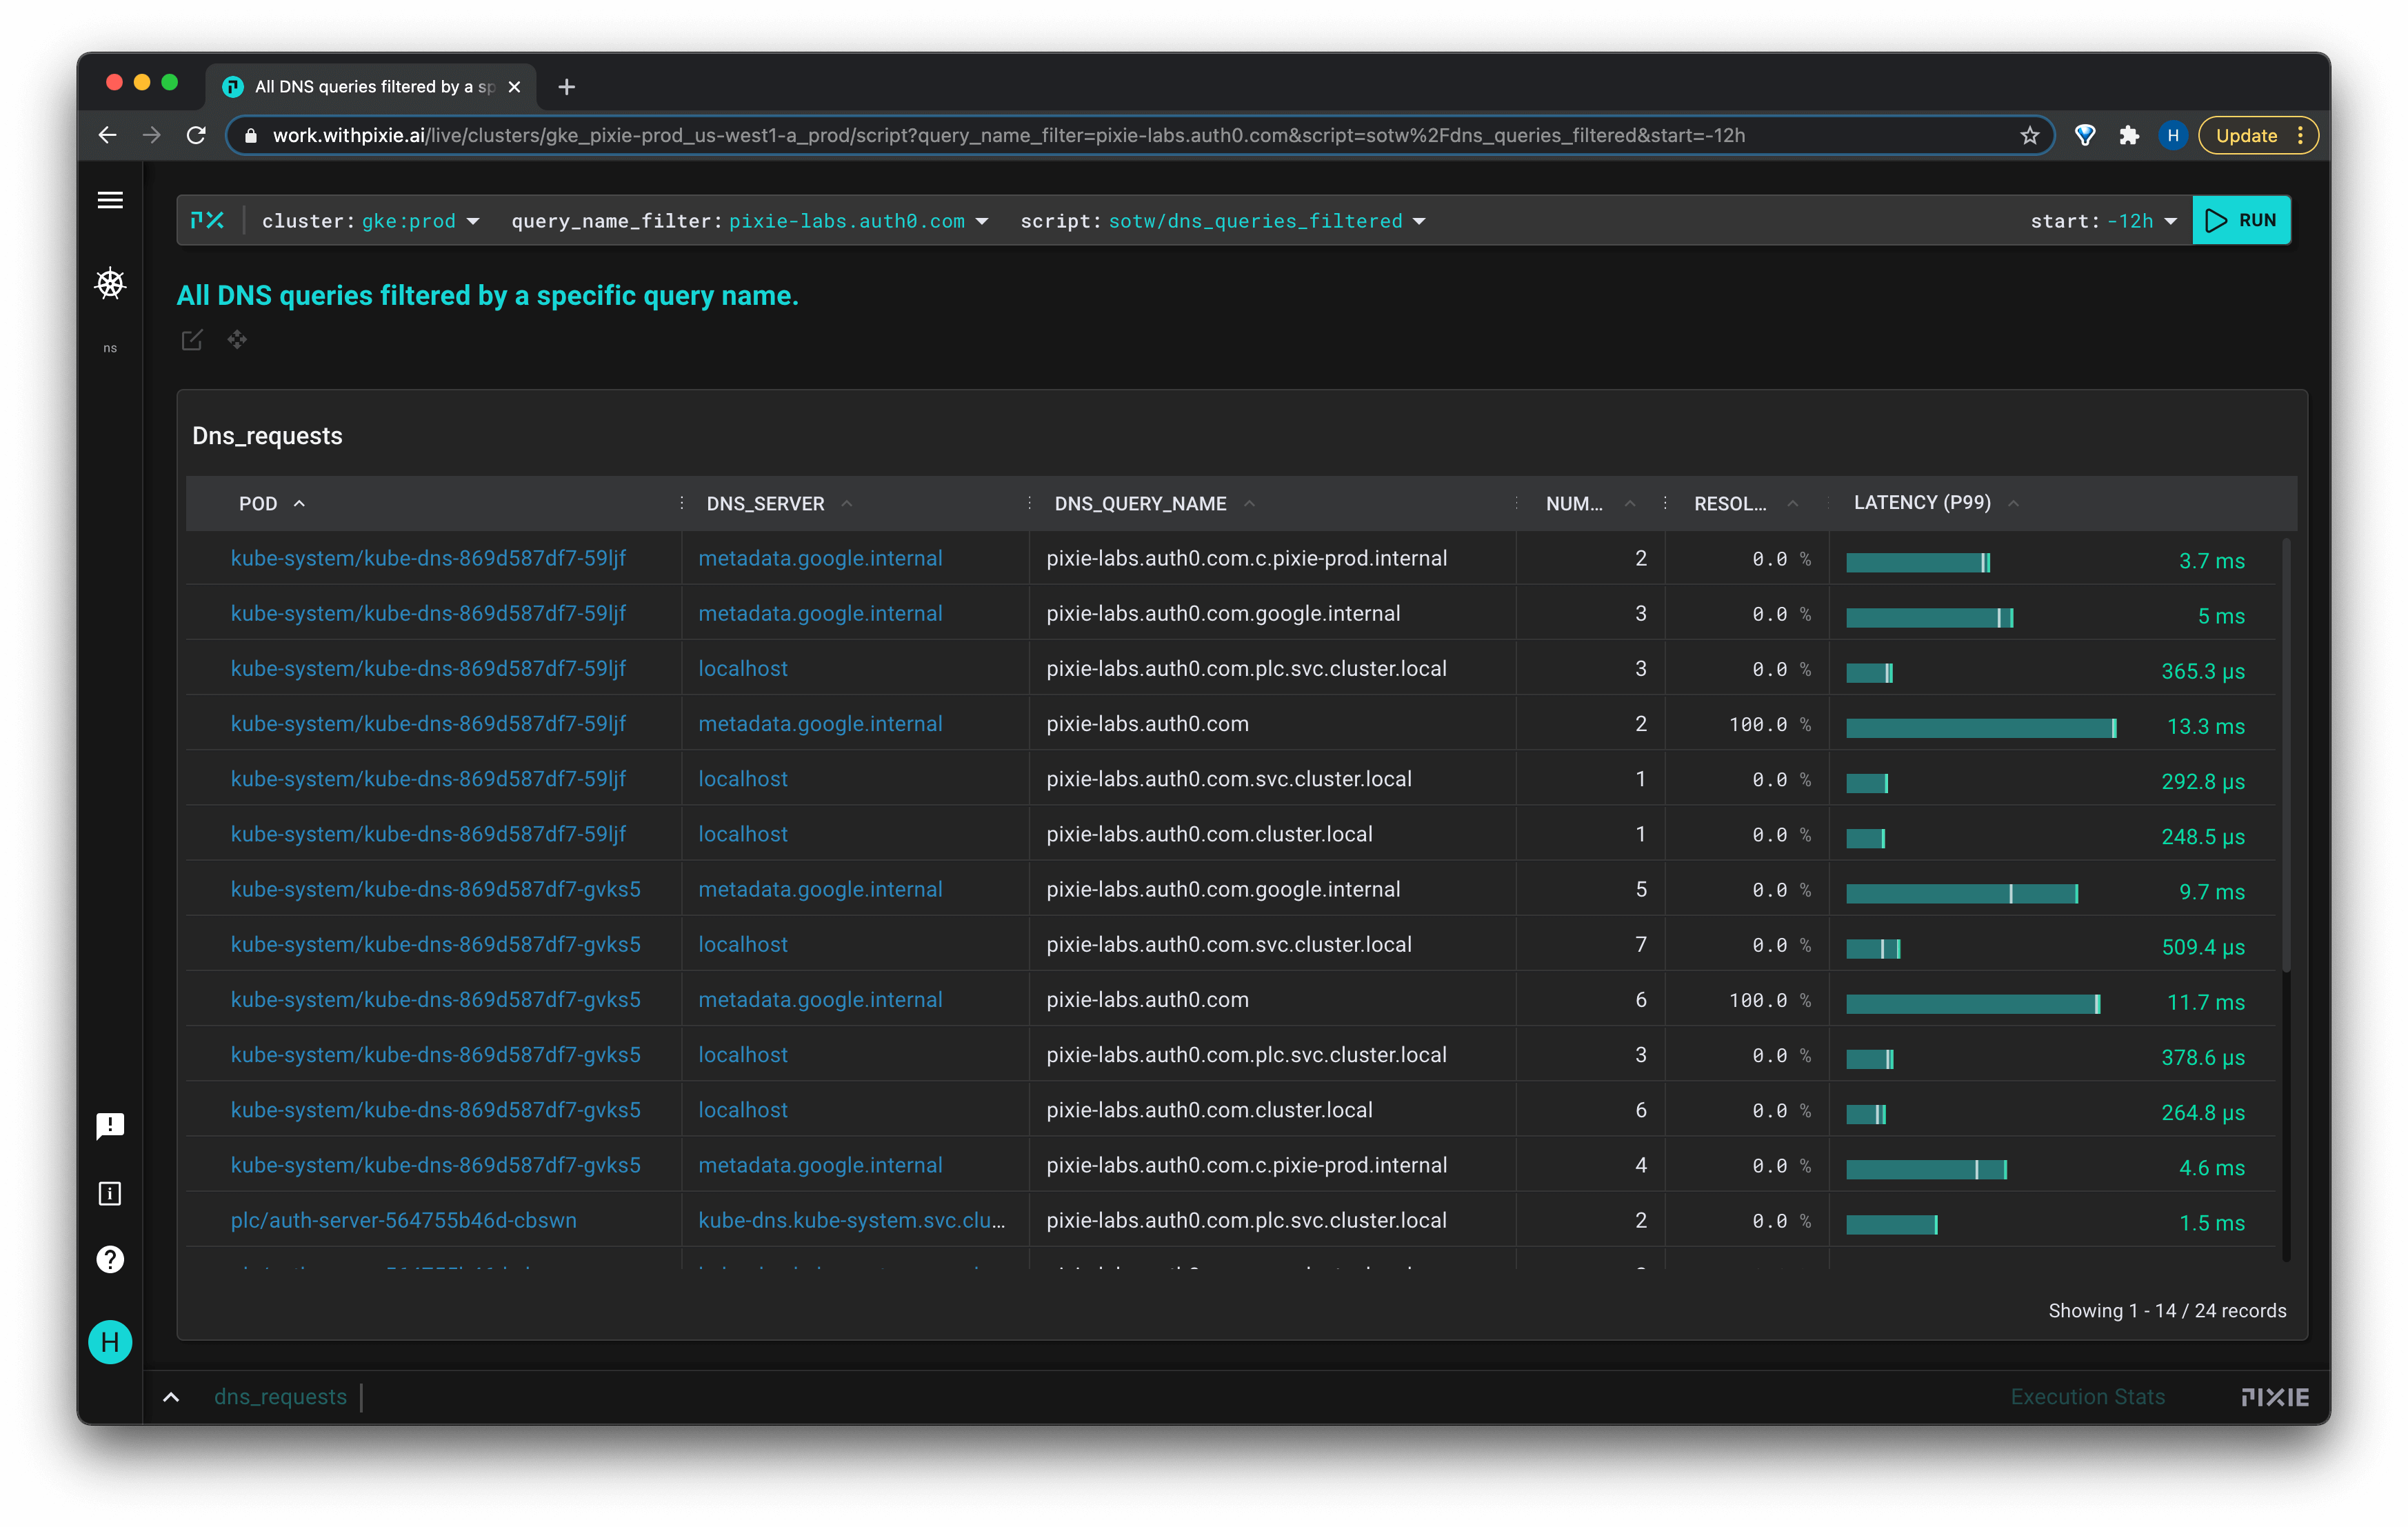 All DNS queries filtered by a sp
work.withpixie.ai/live/clusters/gke_pixie-prod_us-west1-a_prod/script?query_name_filter=pixie-labs.auth0.com&script=sotw%2Fdns_queries_filtered&start=-12h
H
Update
cluster: gke:prod query_name_filter: pixie-labs.auth0.com script: sotw/dns_queries_filtered start: -12h RUN
All DNS queries filtered by a specific query name.
ns
Dns_requests
POD DNS_SERVER DNS_QUERY_NAME NUM... RESOL... LATENCY (P99)
kube-system/kube-dns-869d587df7-59ljf metadata.google.internal pixie-labs.auth0.com.c.pixie-prod.internal 2 0.0 % 3.7 ms
kube-system/kube-dns-869d587df7-59ljf metadata.google.internal pixie-labs.auth0.com.google.internal 3 0.0 % 5 ms
kube-system/kube-dns-869d587df7-59ljf localhost pixie-labs.auth0.com.plc.svc.cluster.local 3 0.0 % 365.3 µs
kube-system/kube-dns-869d587df7-59ljf metadata.google.internal pixie-labs.auth0.com 2 100.0 % 13.3 ms
kube-system/kube-dns-869d587df7-59ljf localhost pixie-labs.auth0.com.svc.cluster.local 1 0.0 % 292.8 µs
kube-system/kube-dns-869d587df7-59ljf localhost pixie-labs.auth0.com.cluster.local 1 0.0 % 248.5 µs
kube-system/kube-dns-869d587df7-gvks5 metadata.google.internal pixie-labs.auth0.com.google.internal 5 0.0 % 9.7 ms
kube-system/kube-dns-869d587df7-gvks5 localhost pixie-labs.auth0.com.svc.cluster.local 7 0.0 % 509.4 µs
kube-system/kube-dns-869d587df7-gvks5 metadata.google.internal pixie-labs.auth0.com 6 100.0 % 11.7 ms
kube-system/kube-dns-869d587df7-gvks5 localhost pixie-labs.auth0.com.plc.svc.cluster.local 3 0.0 % 378.6 µs
kube-system/kube-dns-869d587df7-gvks5 localhost pixie-labs.auth0.com.cluster.local 6 0.0 % 264.8 µs
kube-system/kube-dns-869d587df7-gvks5 metadata.google.internal pixie-labs.auth0.com.c.pixie-prod.internal 4 0.0 % 4.6 ms
plc/auth-server-564755b46d-cbswn kube-dns.kube-system.svc.clu... pixie-labs.auth0.com.plc.svc.cluster.local 2 0.0 % 1.5 ms
Showing 1 - 14 / 24 records
H
dns_requests Execution Stats PIXIE